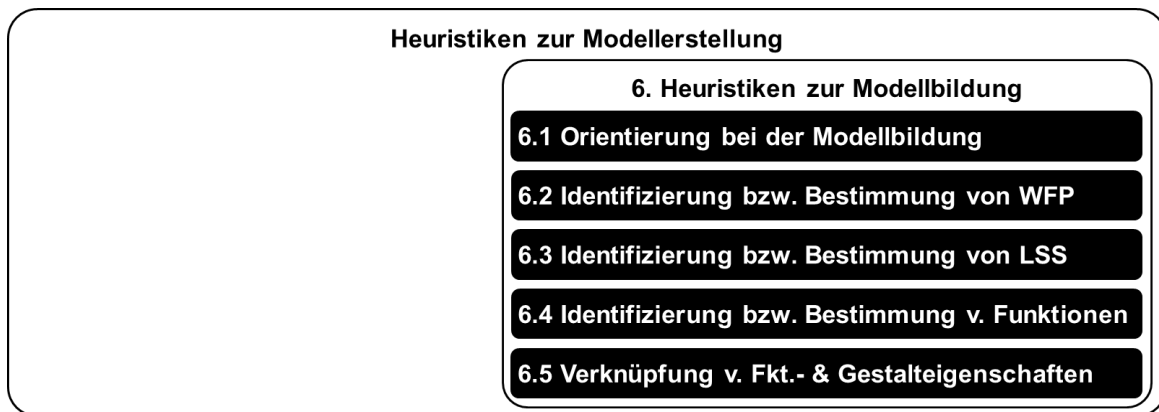 Heuristiken zur Modellerstellung
6. Heuristiken zur Modellbildung
6.1 Orientierung bei der Modellbildung
6.2 Identifizierung bzw. Bestimmung von WFP
6.3 Identifizierung bzw. Bestimmung von LSS
6.4 Identifizierung bzw. Bestimmung v. Funktionen
6.5 Verknüpfung v. Fkt.- & Gestalteigenschaften